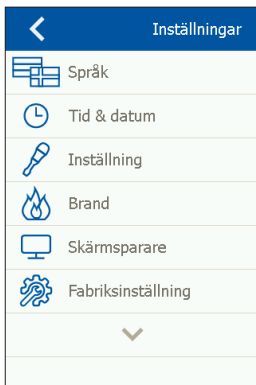 Inställningar
Språk
Tid & datum
Inställning
Brand
Skärmsparare
Fabriksinställning